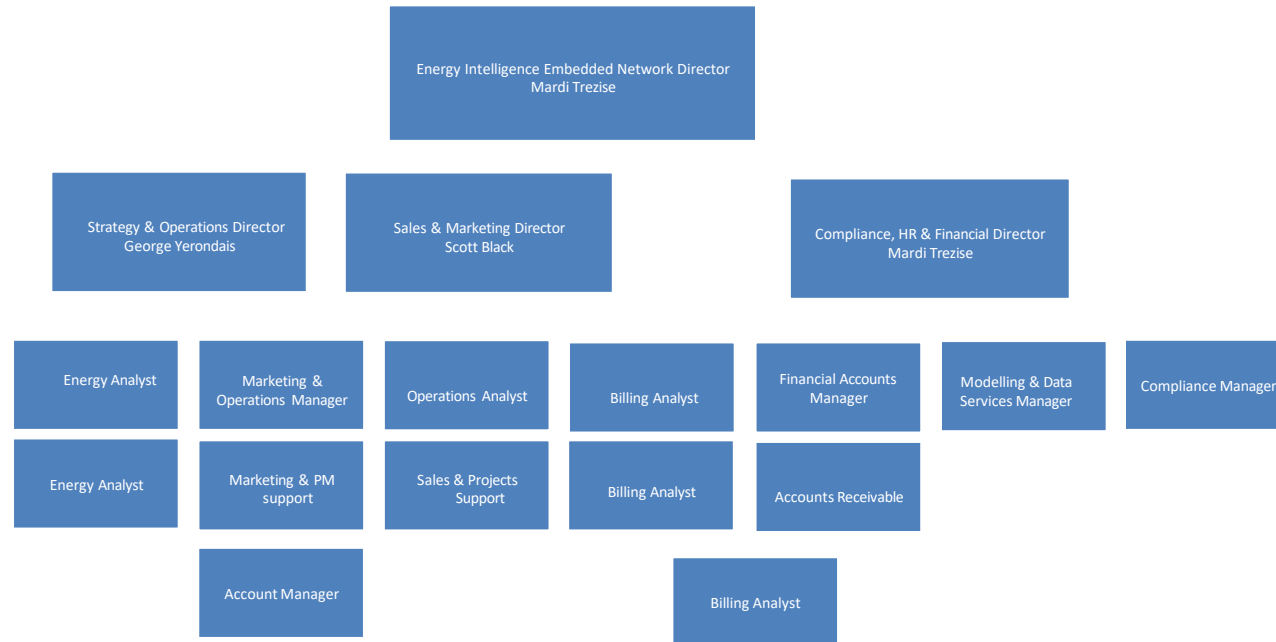 Energy Intelligence Embedded Network Director
Mardi Trezise
Strategy & Operations Director
George Yerondais
Sales & Marketing Director
Scott Black
Compliance, HR & Financial Director
Mardi Trezise
Energy Analyst
Marketing &
Operations Manager
Operations Analyst
Billing Analyst
Financial Accounts
Manager
Modelling & Data
Services Manager
Compliance Manager
Energy Analyst
Marketing & PM
support
Sales & Projects
Support
Billing Analyst
Accounts Receivable
Account Manager
Billing Analyst